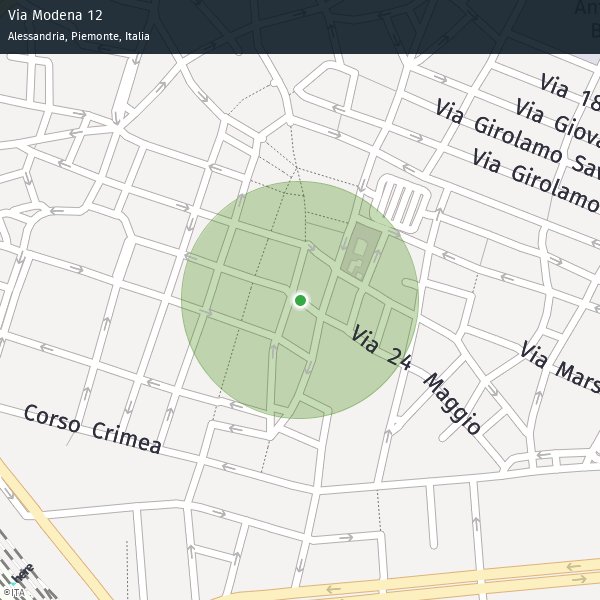 Via Modena 12
Alessandria, Piemonte, Italia
Via 18
Via Giova
Via Girolamo Sav
Via Girolamo
Via 24 Maggio
Via Mars
Corso Crimea
here
© ITA